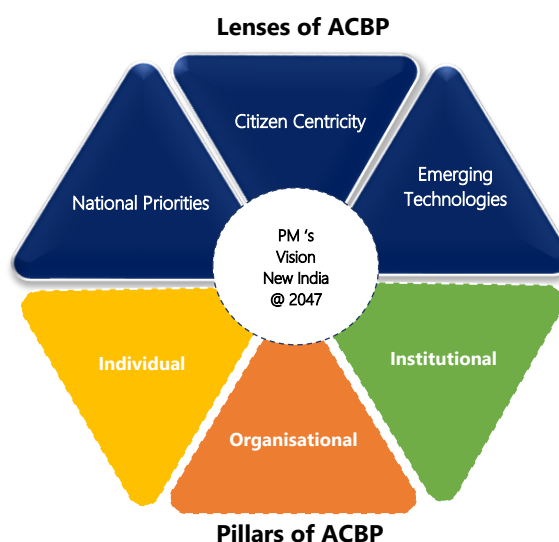 Lenses of ACBP
Citizen Centricity
Emerging
Technologies
National Priorities
PM 's
Vision
New India
@ 2047
Individual
Institutional
Organisational
Pillars of ACBP